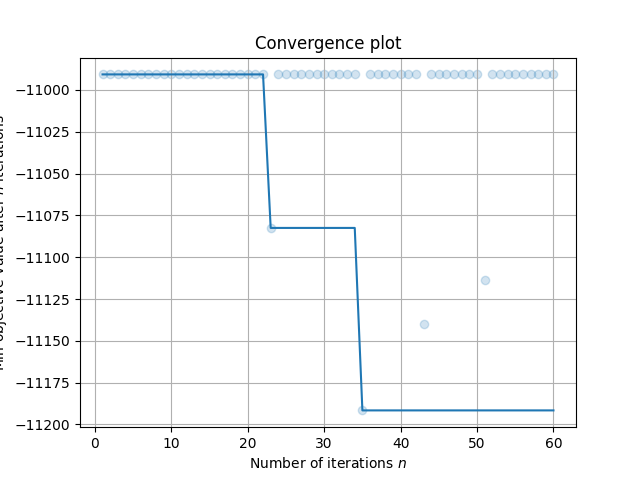 Convergence plot
objective value after n iterations
−11000
−11025
−11050
−11075
−11100
−11125
−11150
−11175
−11200
0 10 20 30 40 50 60
Number of iterations n